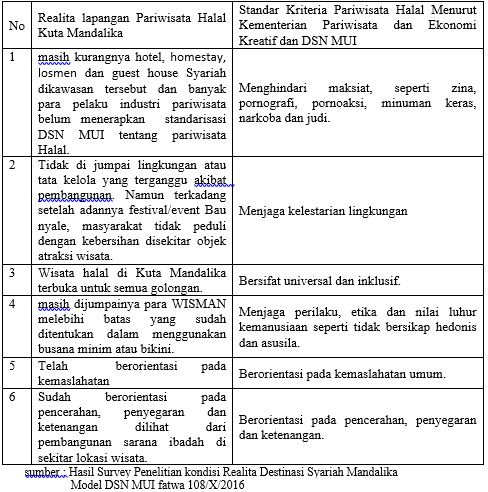 No
Realita lapangan Pariwisata Halal
Kuta Mandalika
Standar Kriteria Pariwisata Halal Menurut
Kementerian Pariwisata dan Ekonomi
Kreatif dan DSN MUI
1
masih kurangnya hotel, homestay,
losmen dan guest house Syariah
dikawasan tersebut dan banyak
para pelaku industri pariwisata
belum menerapkan standarisasi
DSN MUI tentang pariwisata
Halal.
Menghindari maksiat, seperti zina,
pornografi, pornoaksi, minuman keras,
narkoba dan judi.
2
Tidak di jumpai lingkungan atau
tata kelola yang terganggu akibat
pembangunan. Namun terkadang
setelah adannya festival/event Bau
nyale, masyarakat tidak peduli
dengan kebersihan disekitar objek
atraksi wisata.
Menjaga kelestarian lingkungan
3
Wisata halal di Kuta Mandalika
terbuka untuk semua golongan.
Bersifat universal dan inklusif.
4
masih dijumpainya para WISMAN
melebihi batas yang sudah
ditentukan dalam menggunakan
busana minim atau bikini.
Menjaga perilaku, etika dan nilai luhur
kemanusiaan seperti tidak bersikap hedonis
dan asusila.
5
Telah berorientasi pada
kemaslahatan
Berorientasi pada kemaslahatan umum.
6
Sudah berorientasi pada
pencerahan, penyegaran dan
ketenangan dilihat dari
pembangunan sarana ibadah di
sekitar lokasi wisata.
Berorientasi pada pencerahan, penyegaran
dan ketenangan.
sumber : Hasil Survey Penelitian kondisi Realita Destinasi Syariah Mandalika
Model DSN MUI fatwa 108/X/2016